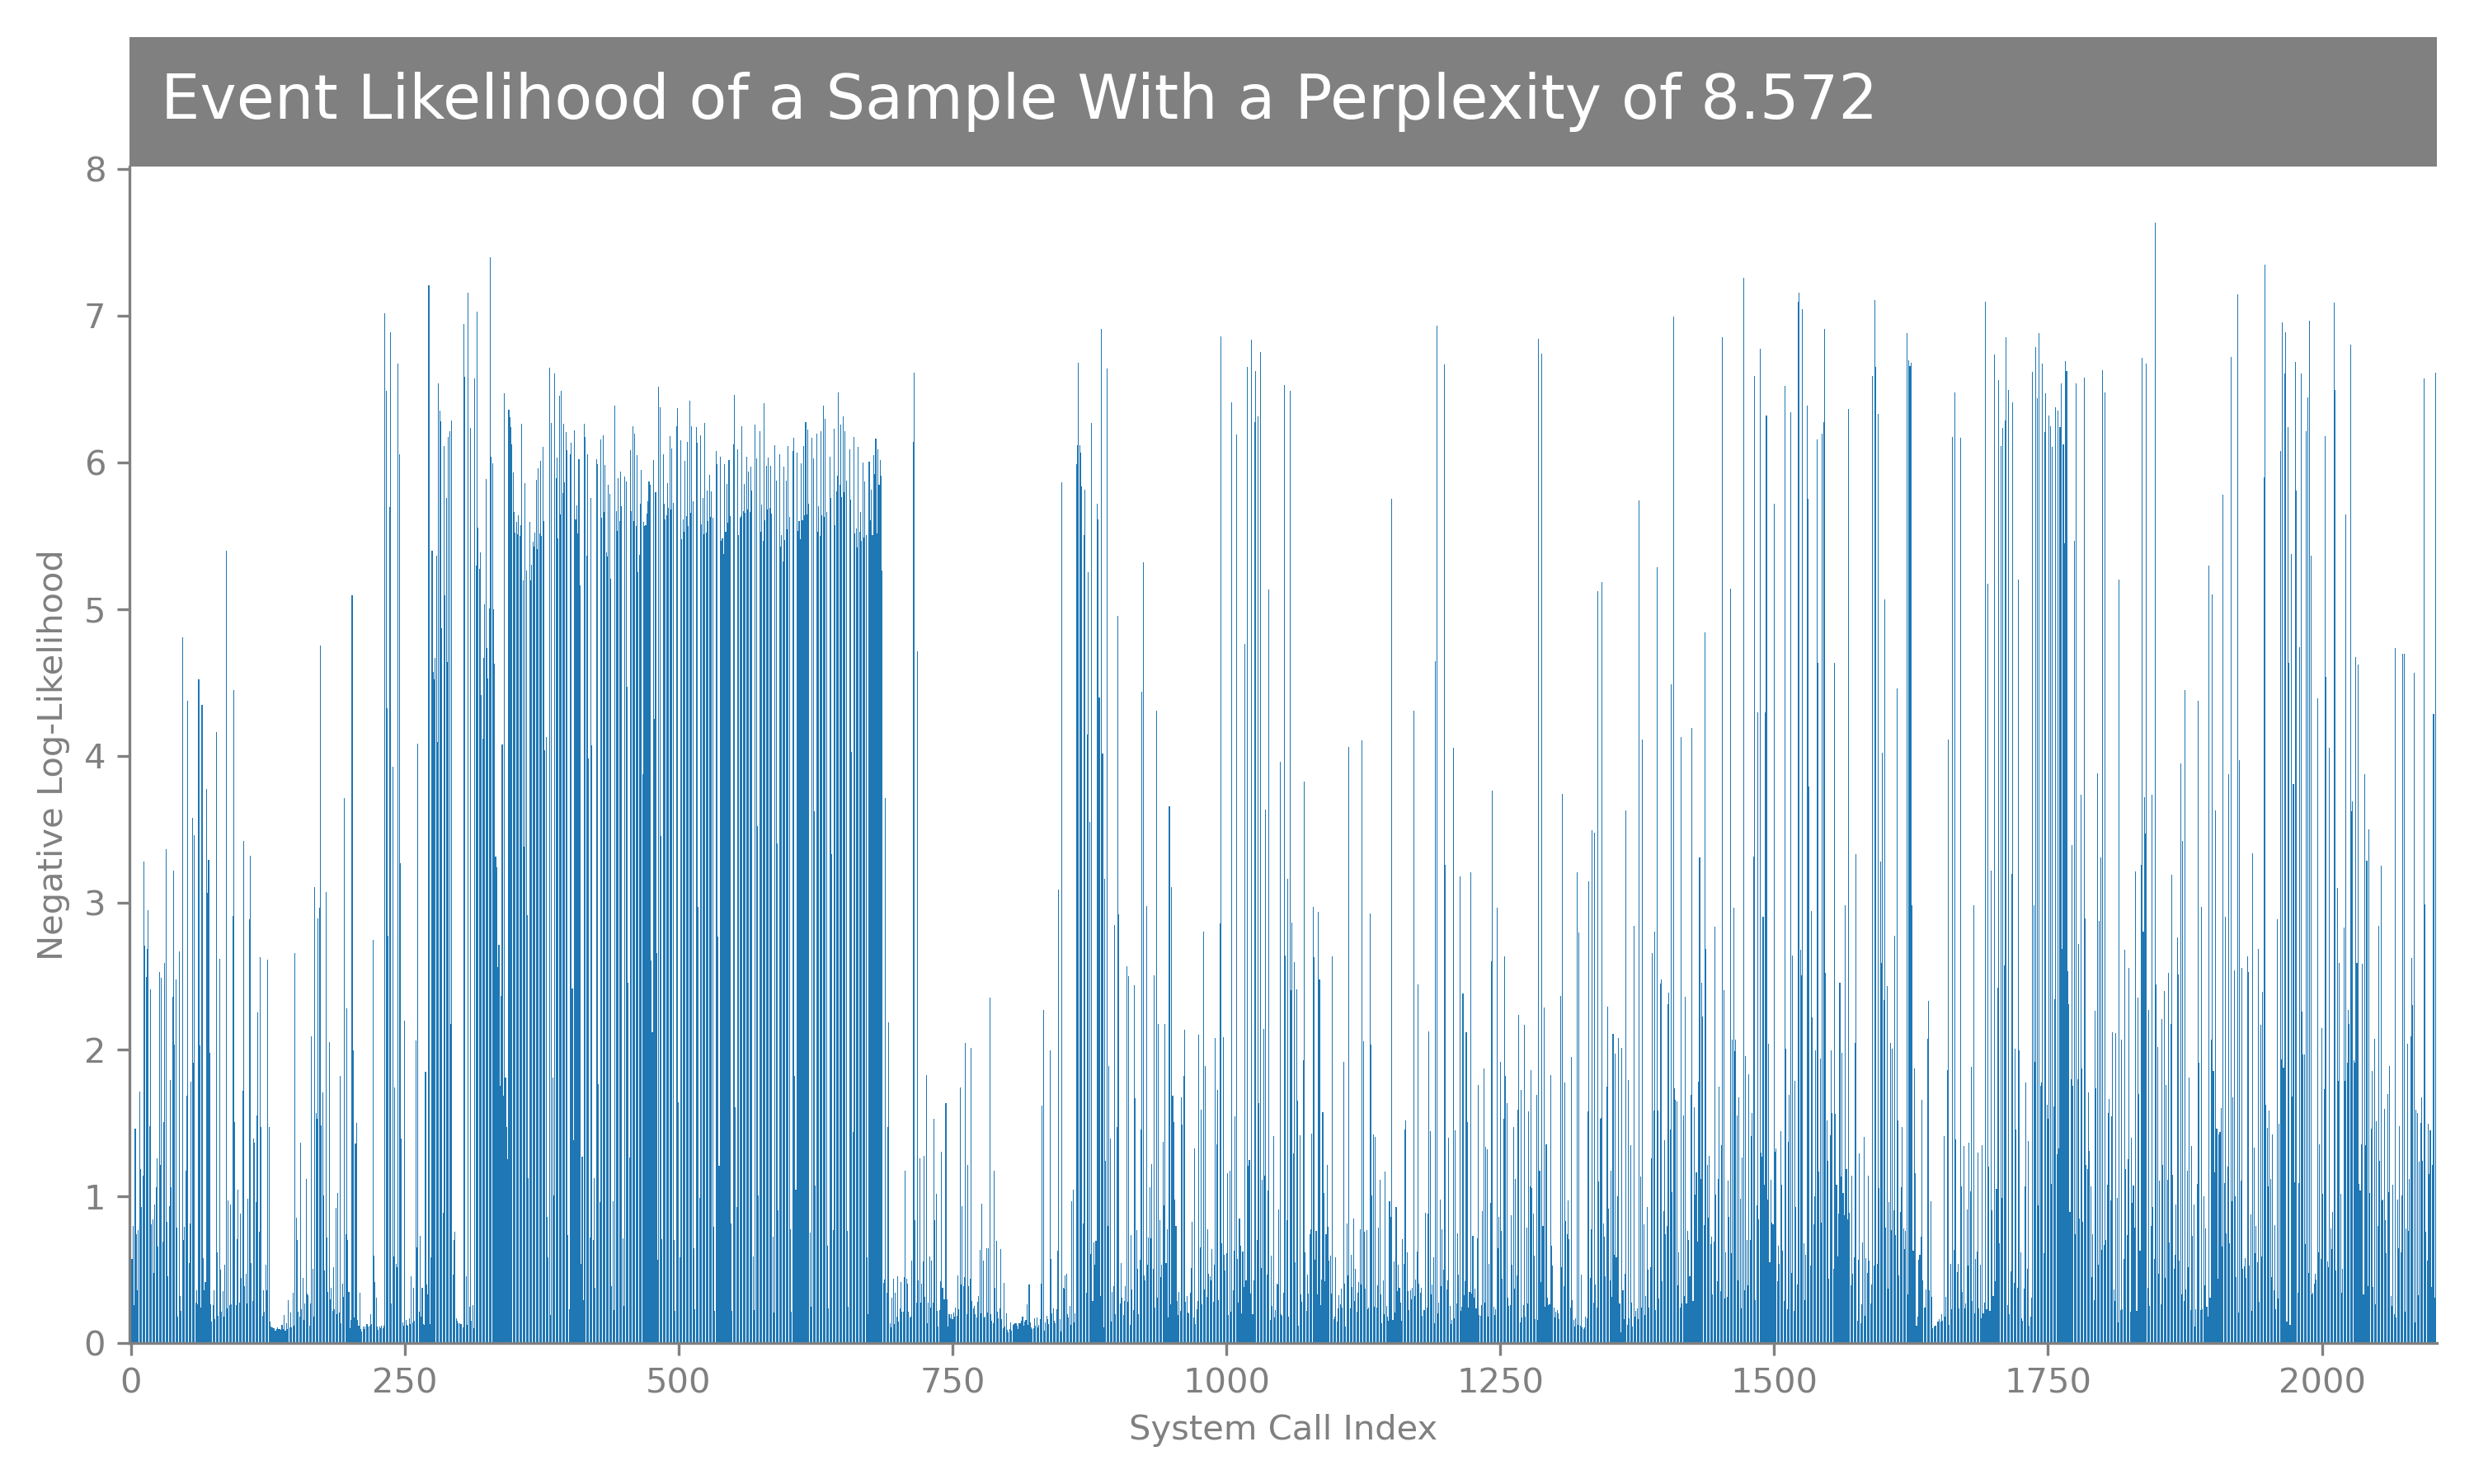 Event Likelihood of a Sample With a Perplexity of 8.572
8
7
6
5
4
3
2
1
0
Negative Log-Likelihood
0 250 500 750 1000 1250 1500 1750 2000
System Call Index